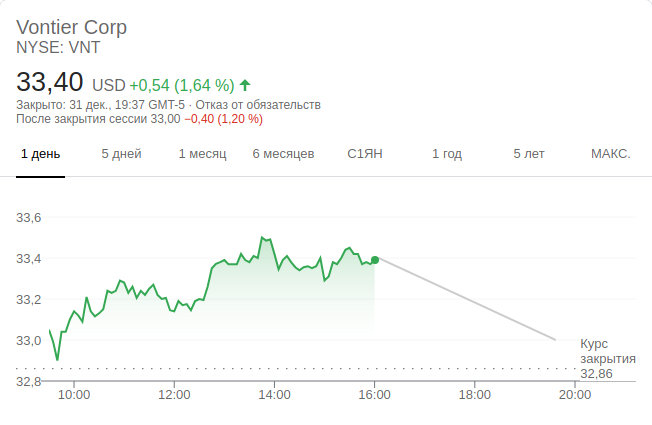 Vontier Corp
NYSE: VNT
33,40 USD +0,54 (1,64 %)
Закрыто: 31 дек., 19:37 GMT-5 · Отказ от обязательств
После закрытия сессии 33,00 −0,40 (1,20 %)
1 день 5 дней 1 месяц 6 месяцев С1ЯН 1 год 5 лет МАКС.
33,6
33,4
33,2
33,0
Курс
закрытия
32,86
32,8
10:00 12:00 14:00 16:00 18:00 20:00